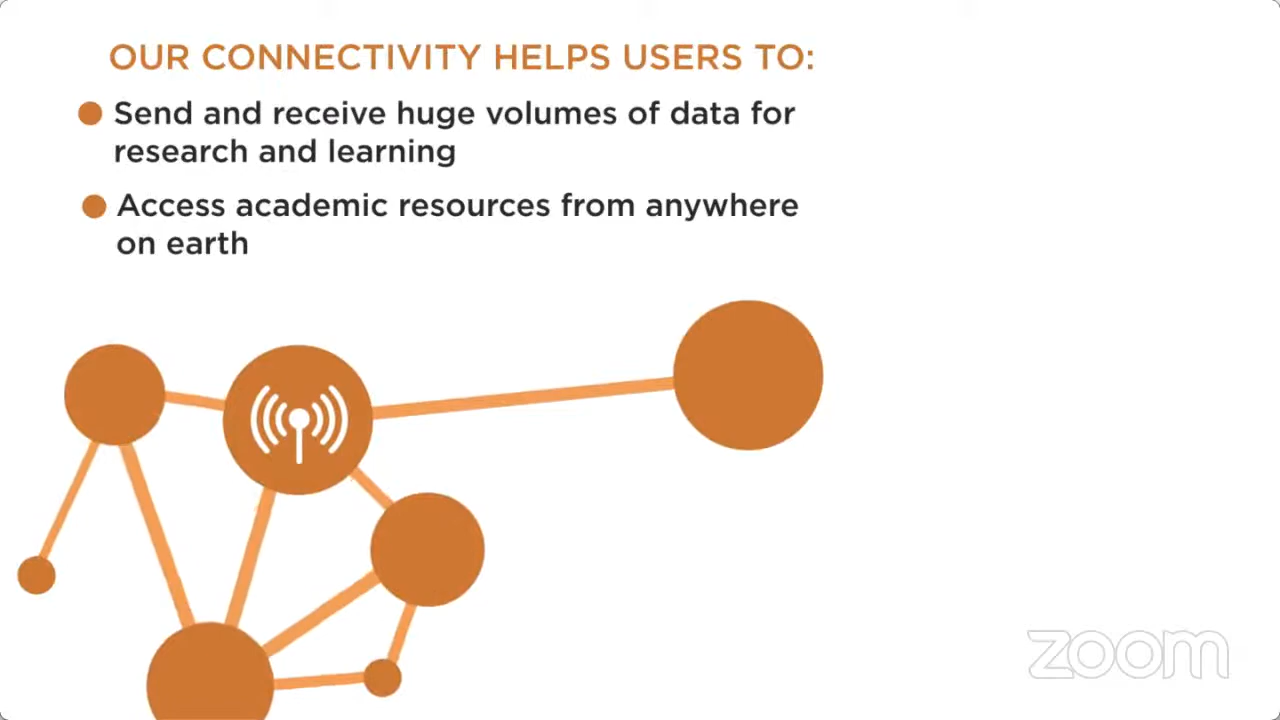 OUR CONNECTIVITY HELPS USERS TO:
Send and receive huge volumes of data for
research and learning
Access academic resources from anywhere
on earth
zoom